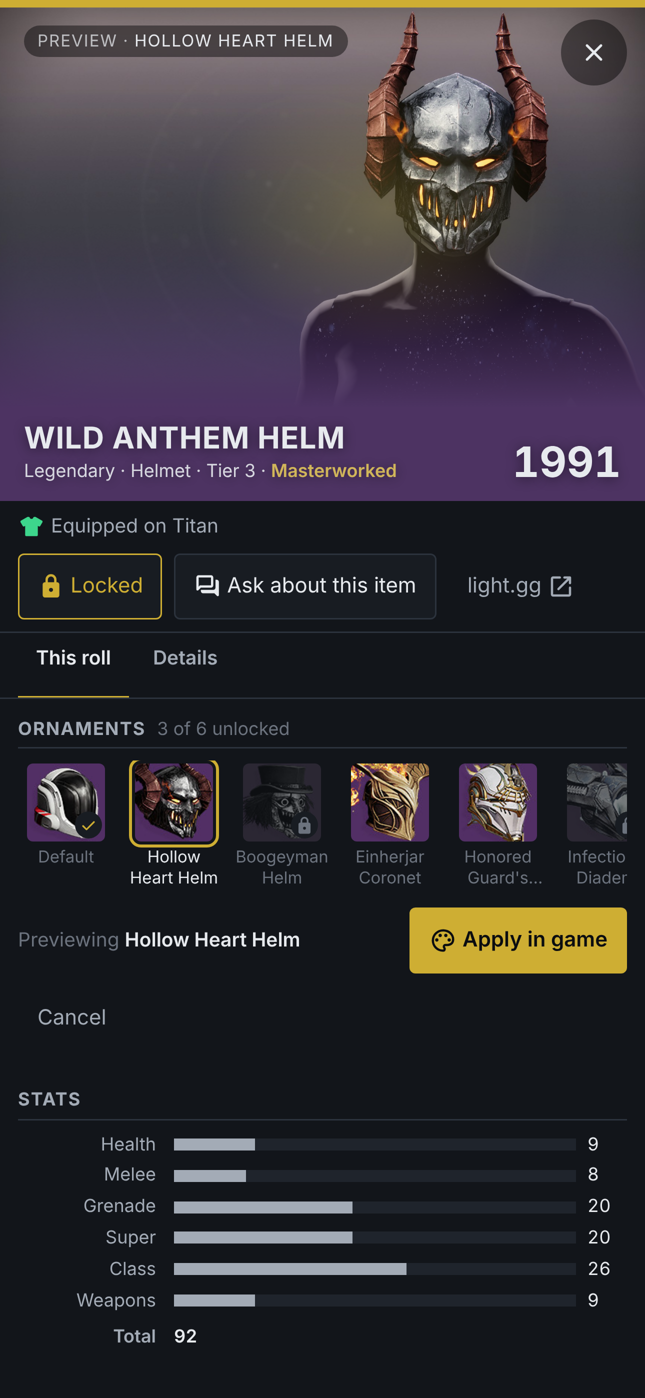 PREVIEW · HOLLOW HEART HELM
WILD ANTHEM HELM
Legendary · Helmet · Tier 3 · Masterworked
1991
Equipped on Titan
Locked
Ask about this item
light.gg
This roll
Details
ORNAMENTS 3 of 6 unlocked
Default
Hollow
Heart Helm
Boogeyman
Helm
Einherjar
Coronet
Honored
Guard's...
Infectio
Diader
Previewing Hollow Heart Helm
Apply in game
Cancel
STATS
Health 9
Melee 8
Grenade 20
Super 20
Class 26
Weapons 9
Total 92